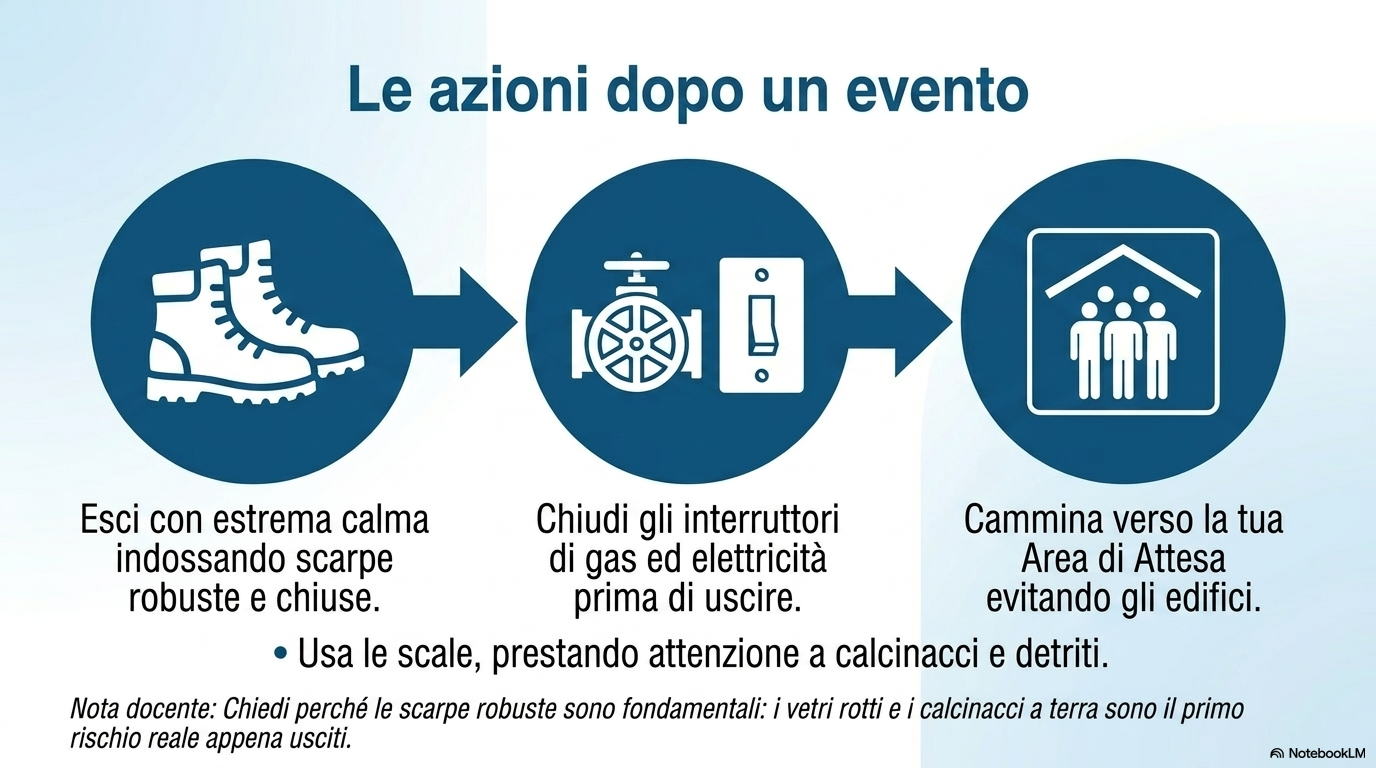 Le azioni dopo un evento
Esci con estrema calma
indossando scarpe
robuste e chiuse.
Chiudi gli interruttori
di gas ed elettricità
prima di uscire.
Cammina verso la tua
Area di Attesa
evitando gli edifici.
• Usa le scale, prestando attenzione a calcinacci e detriti.
Nota docente: Chiedi perché le scarpe robuste sono fondamentali: i vetri rotti e i calcinacci a terra sono il primo
rischio reale appena usciti.
NotebookLM